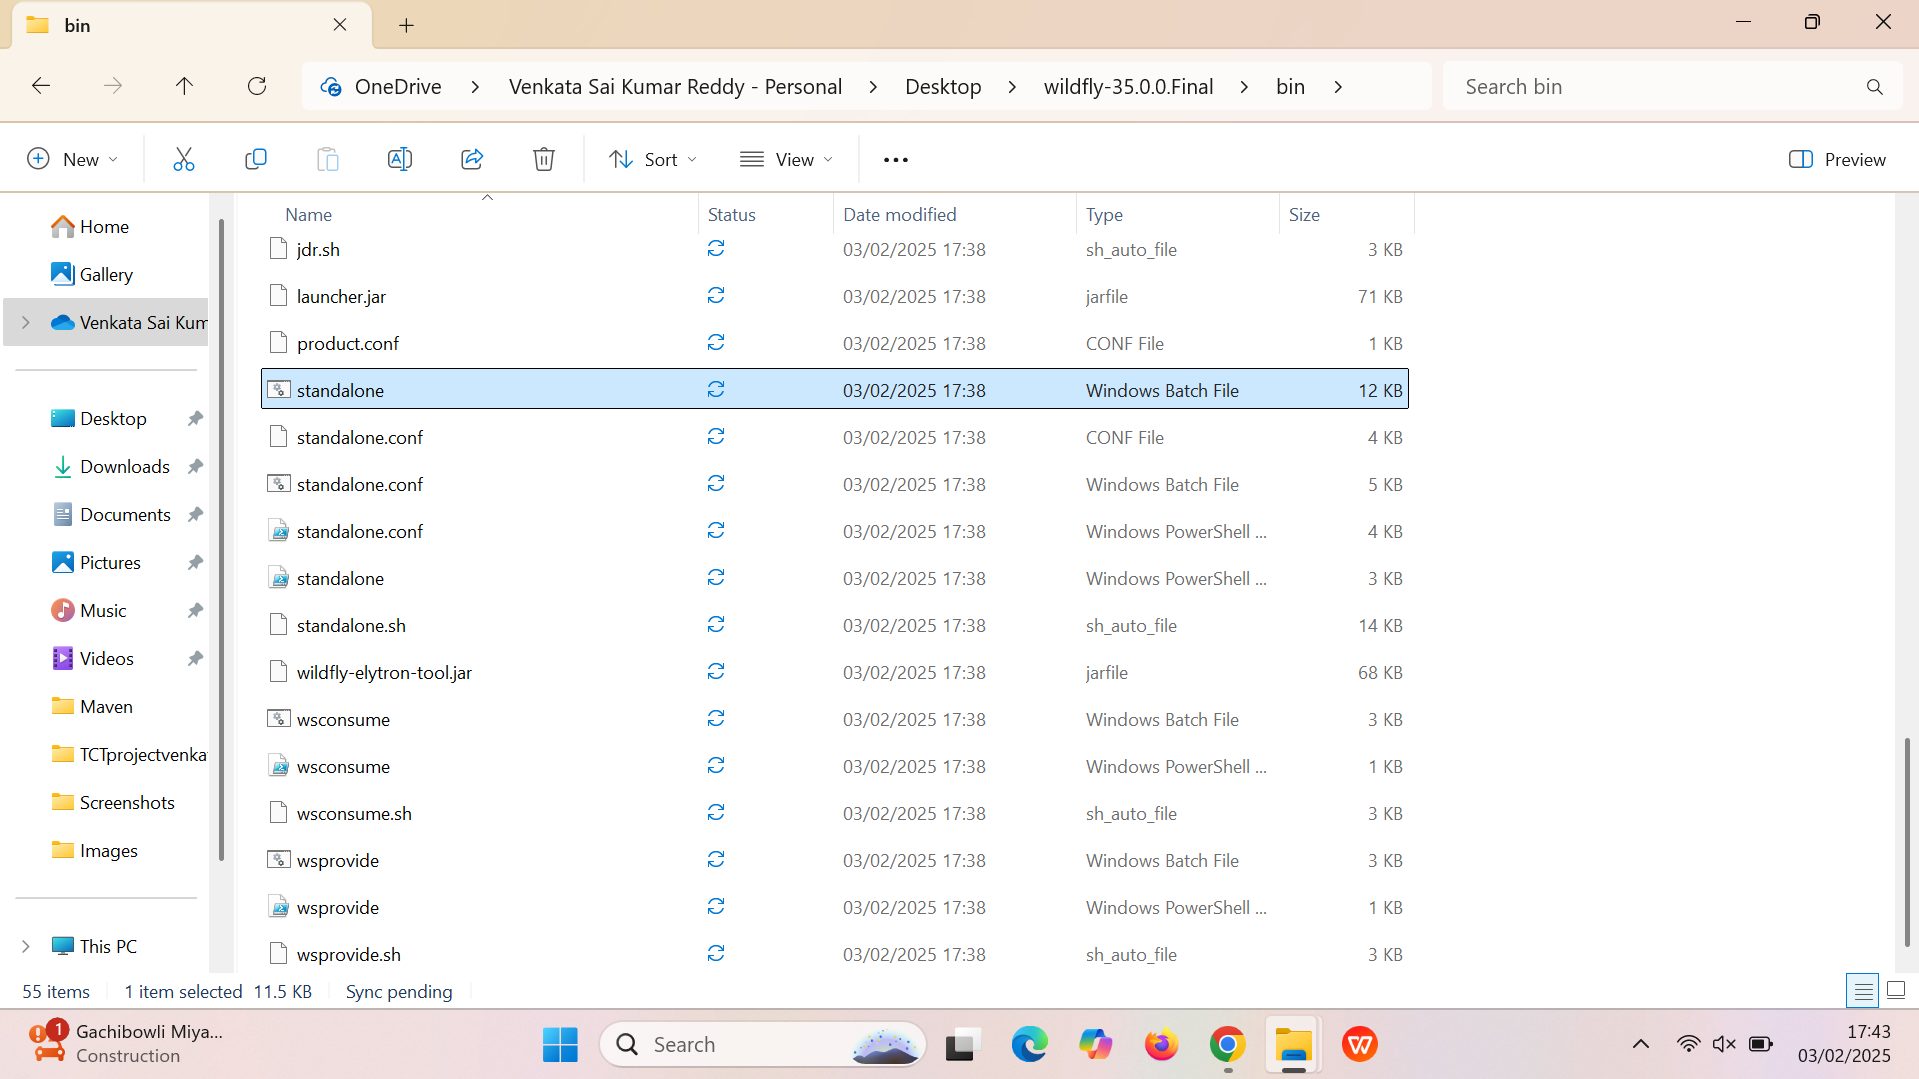 bin
OneDrive > Venkata Sai Kumar Reddy - Personal > Desktop > wildfly-35.0.0.Final > bin >
Search bin
New
Sort
View
Preview
Name Status Date modified Type Size
jdr.sh 03/02/2025 17:38 sh_auto_file 3 KB
launcher.jar 03/02/2025 17:38 jarfile 71 KB
product.conf 03/02/2025 17:38 CONF File 1 KB
standalone 03/02/2025 17:38 Windows Batch File 12 KB
standalone.conf 03/02/2025 17:38 CONF File 4 KB
standalone.conf 03/02/2025 17:38 Windows Batch File 5 KB
standalone.conf 03/02/2025 17:38 Windows PowerShell ... 4 KB
standalone 03/02/2025 17:38 Windows PowerShell ... 3 KB
standalone.sh 03/02/2025 17:38 sh_auto_file 14 KB
wildfly-elytron-tool.jar 03/02/2025 17:38 jarfile 68 KB
wsconsume 03/02/2025 17:38 Windows Batch File 3 KB
wsconsume 03/02/2025 17:38 Windows PowerShell ... 1 KB
wsconsume.sh 03/02/2025 17:38 sh_auto_file 3 KB
wsprovide 03/02/2025 17:38 Windows Batch File 3 KB
wsprovide 03/02/2025 17:38 Windows PowerShell ... 1 KB
wsprovide.sh 03/02/2025 17:38 sh_auto_file 3 KB
Home
Gallery
Venkata Sai Kum
Desktop
Downloads
Documents
Pictures
Music
Videos
Maven
TCTprojectvenka
Screenshots
Images
This PC
55 items 1 item selected 11.5 KB Sync pending
1
Gachibowli Miya...
Construction
Search
W
17:43
03/02/2025